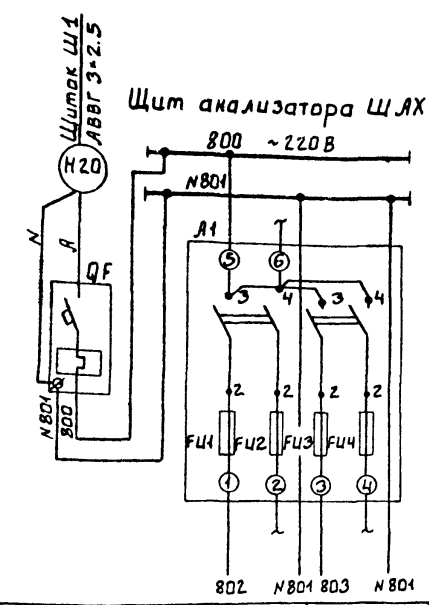 Щиток Щ1
АВВГ 3×2.5
Щит анализатора ЩАХ
Н20
800 ~220В
N801
N
А
А1
QF
5
6
3
4
3
4
N801
800
2
2
2
2
FU1
FU2
FU3
FU4
1
2
3
4
802
N801
803
N801